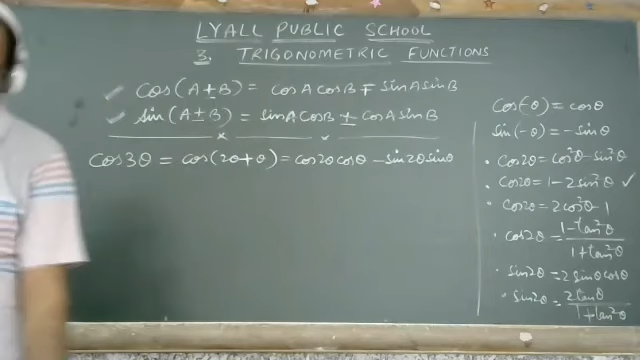 LYALL PUBLIC SCHOOL
3. TRIGONOMETRIC FUNCTIONS
✓ cos(A±B) = cosA cosB ∓ sinA sinB
✓ sin(A±B) = sinA cosB ± cosA sinB
cos3θ = cos(2θ+θ) = cos2θ cosθ − sin2θ sinθ
cos(−θ) = cosθ
sin(−θ) = −sinθ
• cos2θ = cos²θ − sin²θ
• cos2θ = 1 − 2sin²θ ✓
• cos2θ = 2cos²θ − 1
• cos2θ = (1 − tan²θ)/(1 + tan²θ)
• sin2θ = 2 sinθ cosθ
• sin2θ = 2tanθ/(1 + tan²θ)